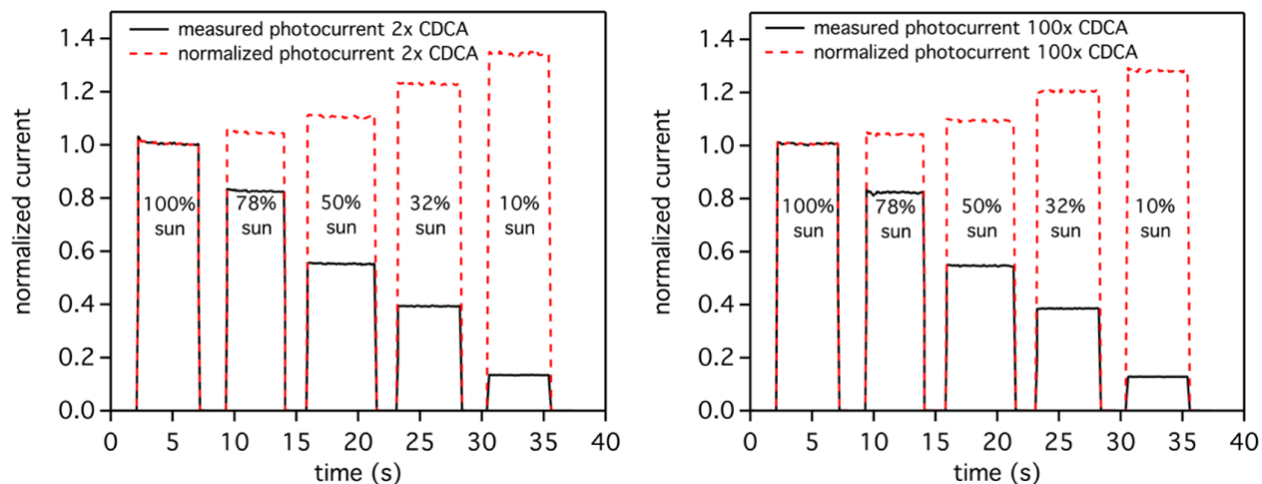 measured photocurrent 2x CDCA
normalized photocurrent 2x CDCA
normalized current
1.4
1.2
1.0
0.8
0.6
0.4
0.2
0.0
100%
sun
78%
sun
50%
sun
32%
sun
10%
sun
0 5 10 15 20 25 30 35 40
time (s)
measured photocurrent 100x CDCA
normalized photocurrent 100x CDCA
normalized current
1.4
1.2
1.0
0.8
0.6
0.4
0.2
0.0
100%
sun
78%
sun
50%
sun
32%
sun
10%
sun
0 5 10 15 20 25 30 35 40
time (s)